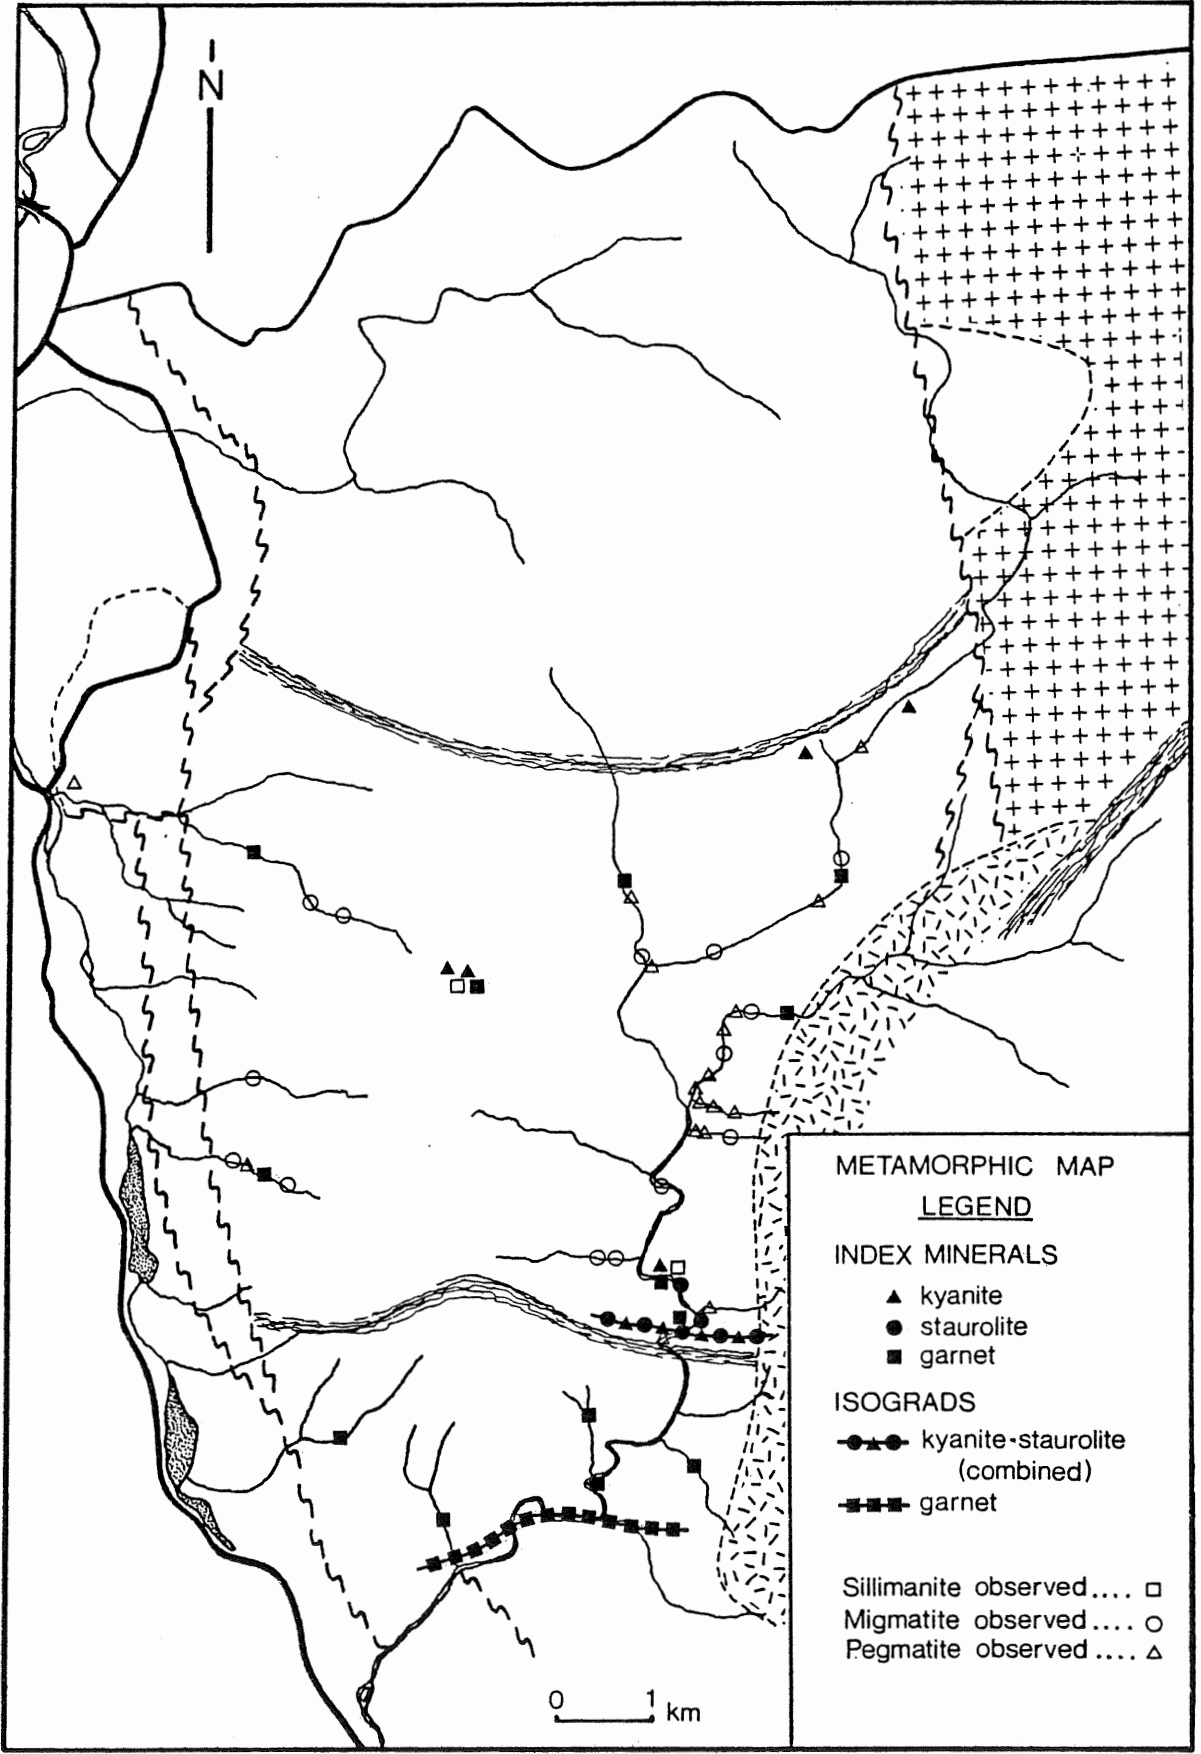 N
METAMORPHIC MAP
LEGEND
INDEX MINERALS
kyanite
staurolite
garnet
ISOGRADS
kyanite-staurolite
(combined)
garnet
Sillimanite observed....
Migmatite observed....
Pegmatite observed....
0 1 km